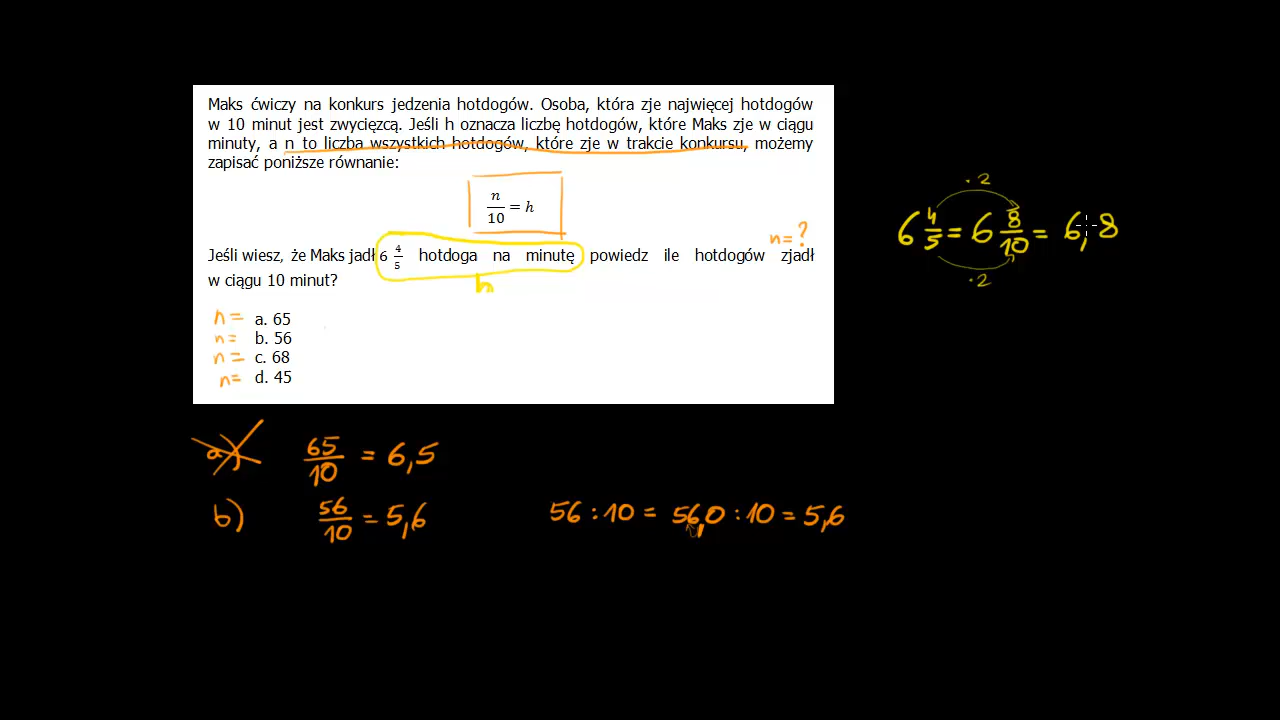 Maks ćwiczy na konkurs jedzenia hotdogów. Osoba, która zje najwięcej hotdogów
w 10 minut jest zwycięzcą. Jeśli h oznacza liczbę hotdogów, które Maks zje w ciągu
minuty, a n to liczba wszystkich hotdogów, które zje w trakcie konkursu, możemy
zapisać poniższe równanie:
n/10 = h
n = ?
Jeśli wiesz, że Maks jadł 6 4/5 hotdoga na minutę powiedz ile hotdogów zjadł
h
w ciągu 10 minut?
n = a. 65
n = b. 56
n = c. 68
n = d. 45
· 2
6 4/5 = 6 8/10 = 6,8
· 2
a) 65/10 = 6,5
b) 56/10 = 5,6 56 : 10 = 56,0 : 10 = 5,6